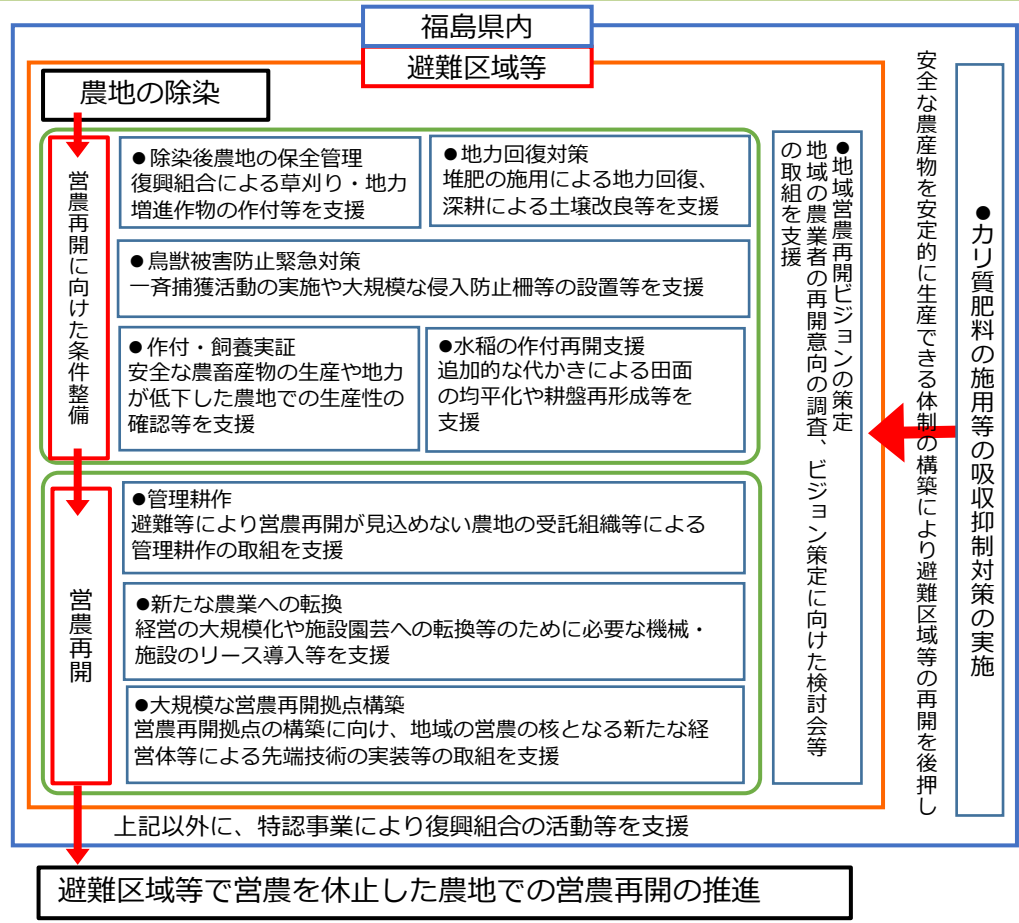 福島県内
避難区域等
農地の除染
営農再開に向けた条件整備
●除染後農地の保全管理
復興組合による草刈り・地力
増進作物の作付等を支援
●地力回復対策
堆肥の施用による地力回復、
深耕による土壌改良等を支援
●鳥獣被害防止緊急対策
一斉捕獲活動の実施や大規模な侵入防止柵等の設置等を支援
●作付・飼養実証
安全な農畜産物の生産や地力
が低下した農地での生産性の
確認等を支援
●水稲の作付再開支援
追加的な代かきによる田面
の均平化や耕盤再形成等を
支援
営農再開
●管理耕作
避難等により営農再開が見込めない農地の受託組織等による
管理耕作の取組を支援
●新たな農業への転換
経営の大規模化や施設園芸への転換等のために必要な機械・
施設のリース導入等を支援
●大規模な営農再開拠点構築
営農再開拠点の構築に向け、地域の営農の核となる新たな経
営体等による先端技術の実装等の取組を支援
●地域営農再開ビジョンの策定
地域の農業者の再開意向の調査、ビジョン策定に向けた検討会等
の取組を支援
●カリ質肥料の施用等の吸収抑制対策の実施
安全な農産物を安定的に生産できる体制の構築により避難区域等の再開を後押し
上記以外に、特認事業により復興組合の活動等を支援
避難区域等で営農を休止した農地での営農再開の推進